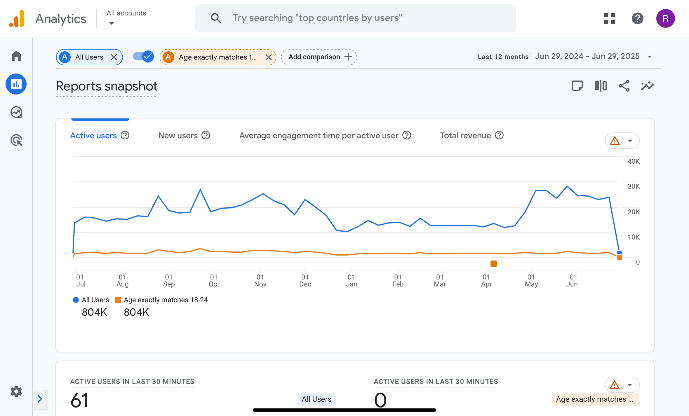 Analytics
All accounts
Try searching "top countries by users"
R
A All Users
A Age exactly matches 1...
Add comparison
Last 12 months Jun 29, 2024 - Jun 29, 2025
Reports snapshot
Active users
New users
Average engagement time per active user
Total revenue
40K
30K
20K
10K
0
01 Jul
01 Aug
01 Sep
01 Oct
01 Nov
01 Dec
01 Jan
01 Feb
01 Mar
01 Apr
01 May
01 Jun
All Users
Age exactly matches 18-24
804K
804K
ACTIVE USERS IN LAST 30 MINUTES
61
All Users
ACTIVE USERS IN LAST 30 MINUTES
0
Age exactly matches ...